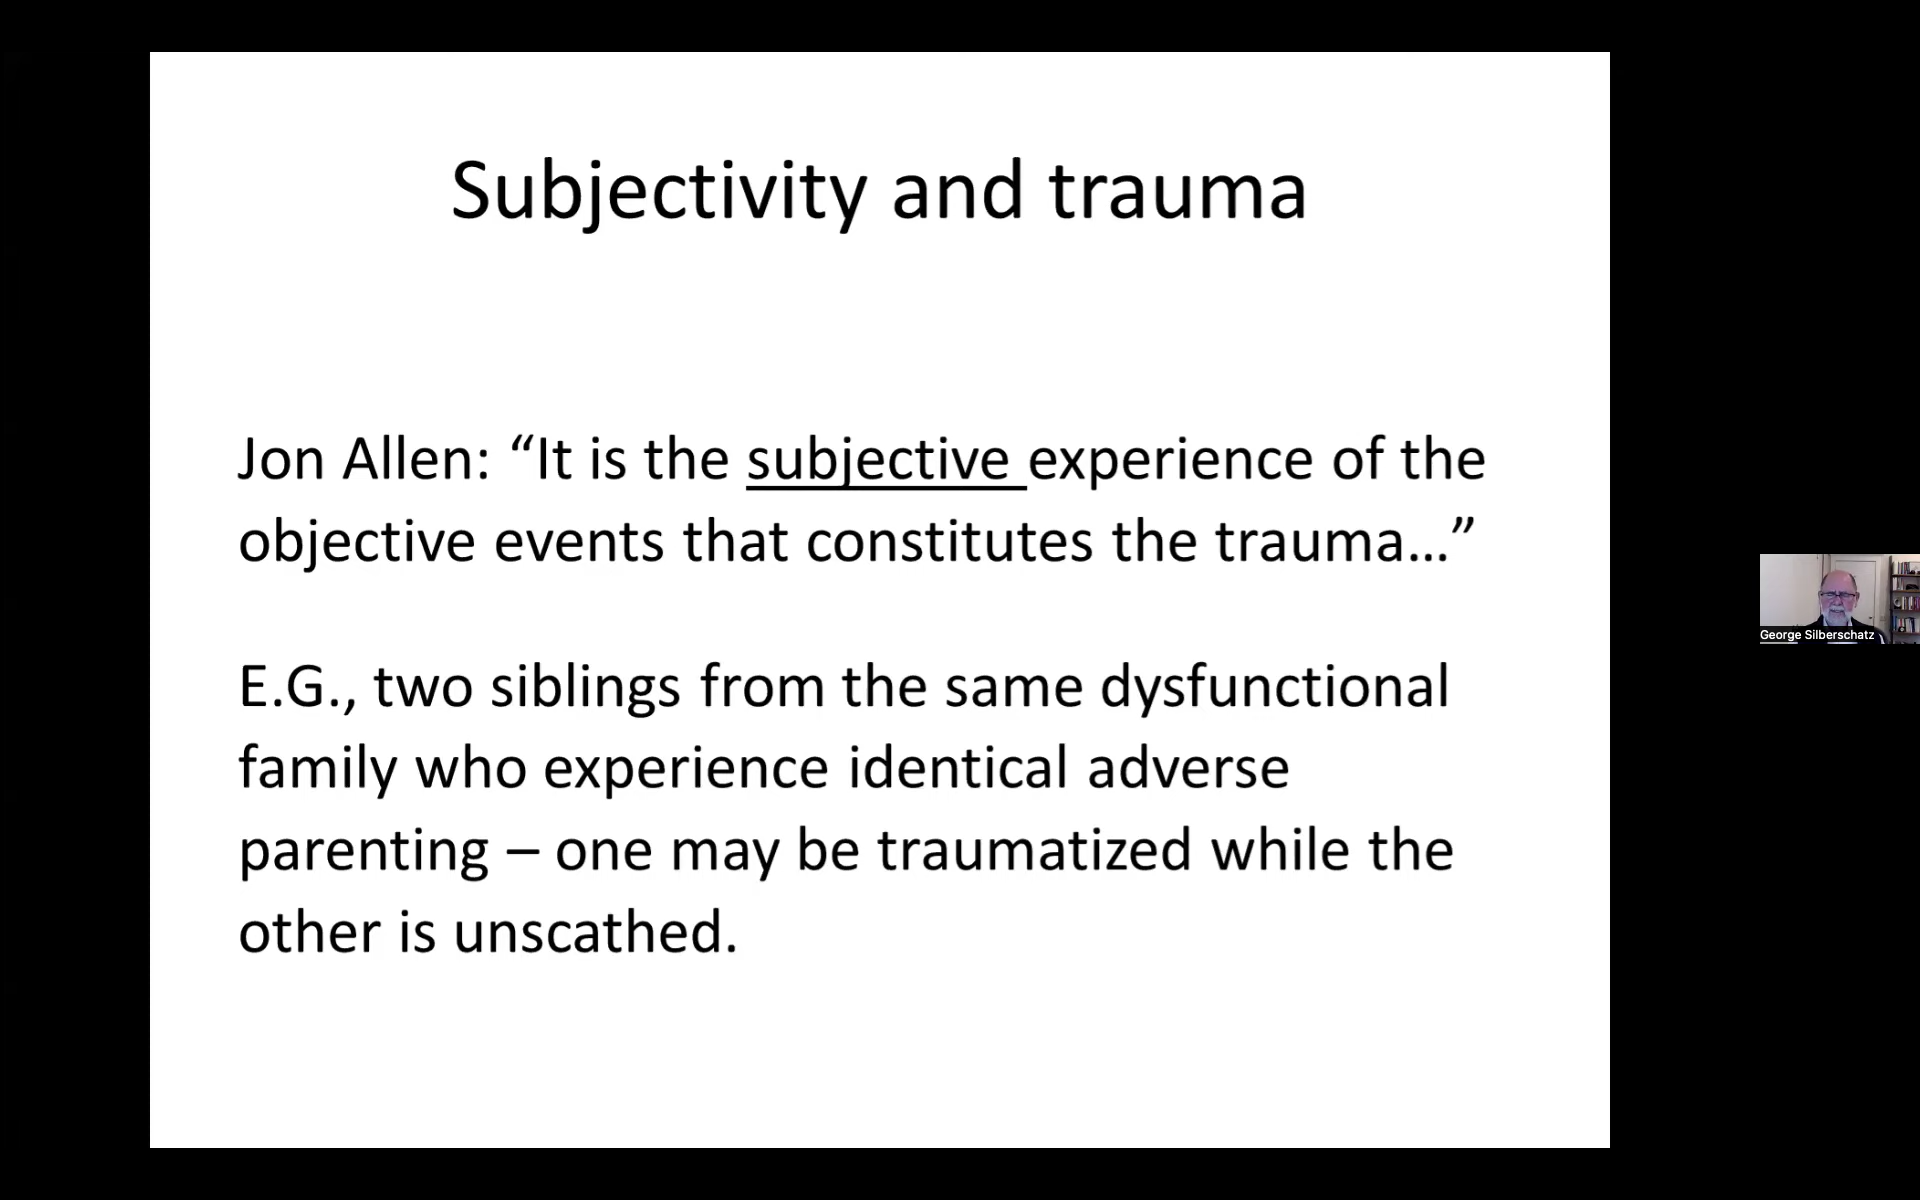 Subjectivity and trauma
Jon Allen: “It is the subjective experience of the
objective events that constitutes the trauma…”
E.G., two siblings from the same dysfunctional
family who experience identical adverse
parenting – one may be traumatized while the
other is unscathed.
George Silberschatz